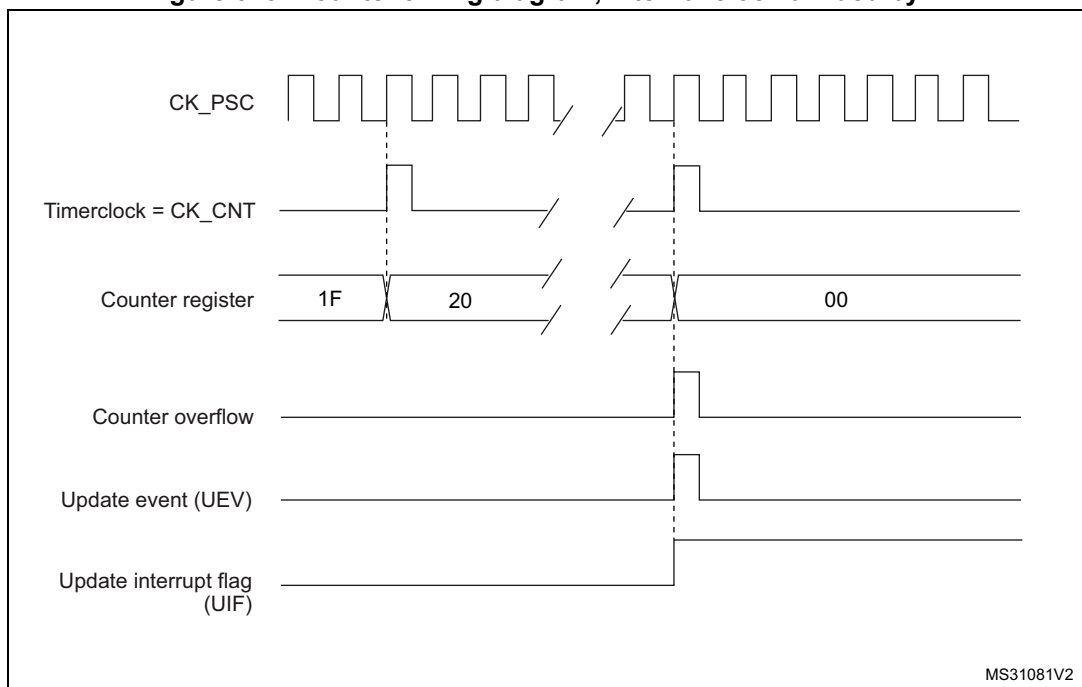 CK_PSC
Timerclock = CK_CNT
Counter register
1F
20
00
Counter overflow
Update event (UEV)
Update interrupt flag
(UIF)
MS31081V2